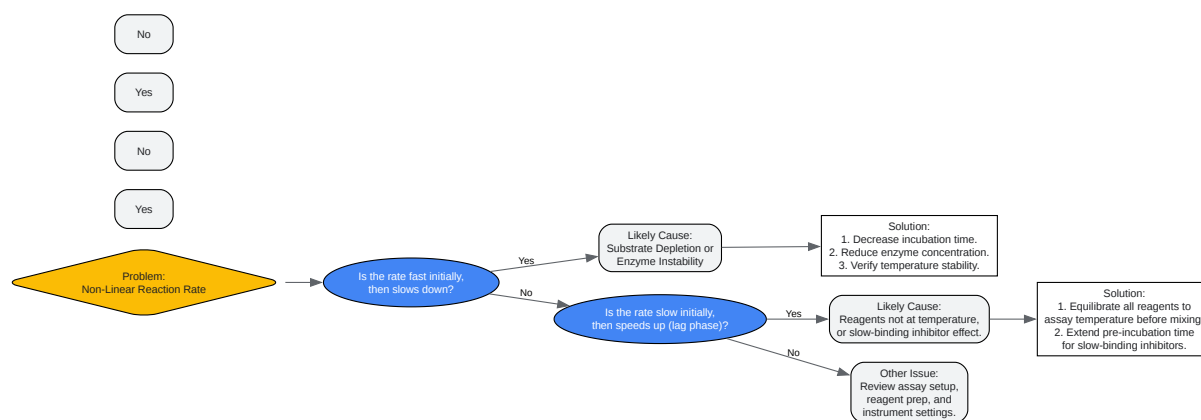 No
Yes
No
Yes
Problem:
Non-Linear Reaction Rate
Is the rate fast initially,
then slows down?
Yes
No
Likely Cause:
Substrate Depletion or
Enzyme Instability
Solution:
1. Decrease incubation time.
2. Reduce enzyme concentration.
3. Verify temperature stability.
Is the rate slow initially,
then speeds up (lag phase)?
Yes
No
Likely Cause:
Reagents not at temperature,
or slow-binding inhibitor effect.
Solution:
1. Equilibrate all reagents to
assay temperature before mixing.
2. Extend pre-incubation time
for slow-binding inhibitors.
Other Issue:
Review assay setup,
reagent prep, and
instrument settings.